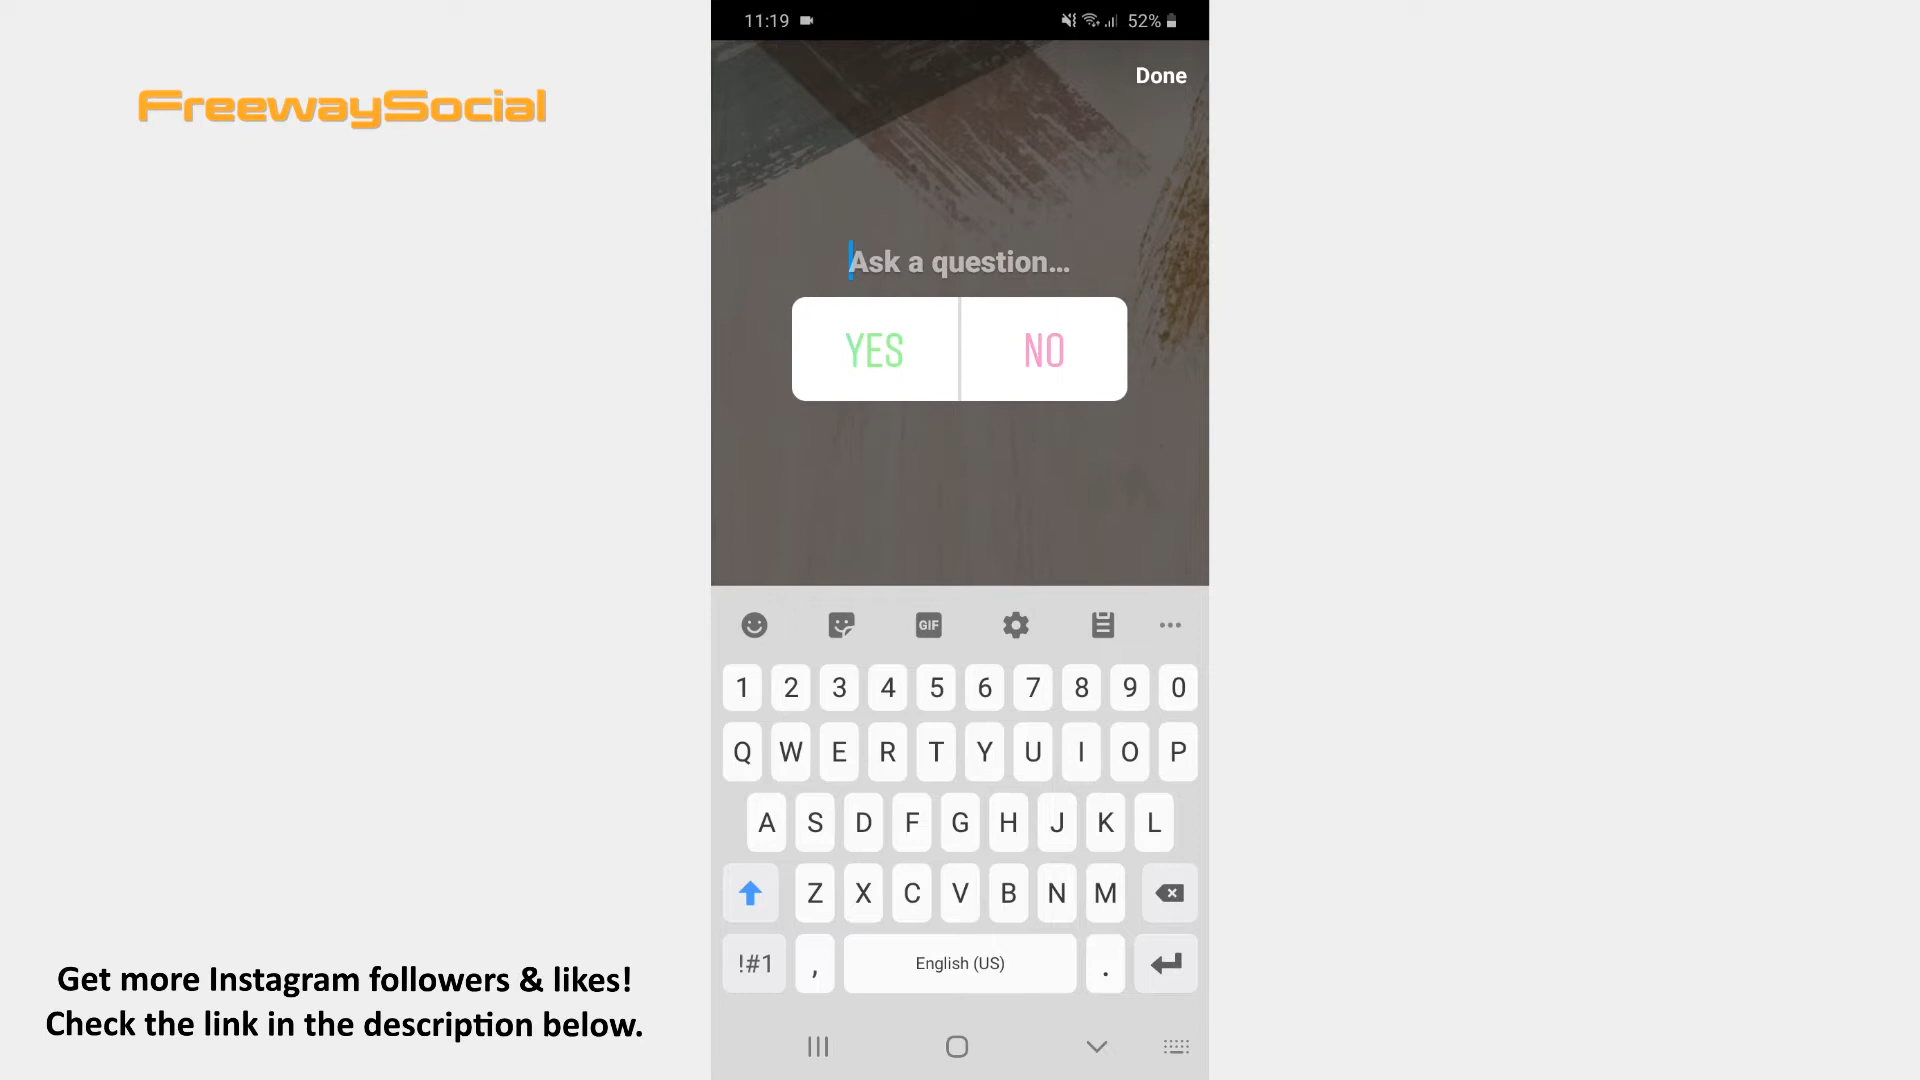 11:19
52%
FreewaySocial
Done
Ask a question...
YES
NO
GIF
1 2 3 4 5 6 7 8 9 0
Q W E R T Y U I O P
A S D F G H J K L
Z X C V B N M
!#1 , English (US) .
Get more Instagram followers & likes!
Check the link in the description below.